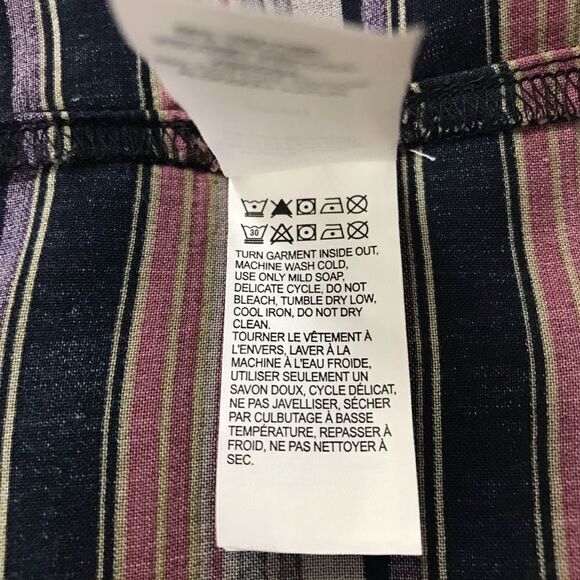 30
TURN GARMENT INSIDE OUT,
MACHINE WASH COLD,
USE ONLY MILD SOAP,
DELICATE CYCLE, DO NOT
BLEACH, TUMBLE DRY LOW,
COOL IRON, DO NOT DRY
CLEAN.
TOURNER LE VÊTEMENT À
L'ENVERS, LAVER À LA
MACHINE À L'EAU FROIDE,
UTILISER SEULEMENT UN
SAVON DOUX, CYCLE DÉLICAT,
NE PAS JAVELLISER, SÉCHER
PAR CULBUTAGE À BASSE
TEMPÉRATURE, REPASSER À
FROID, NE PAS NETTOYER À
SEC.